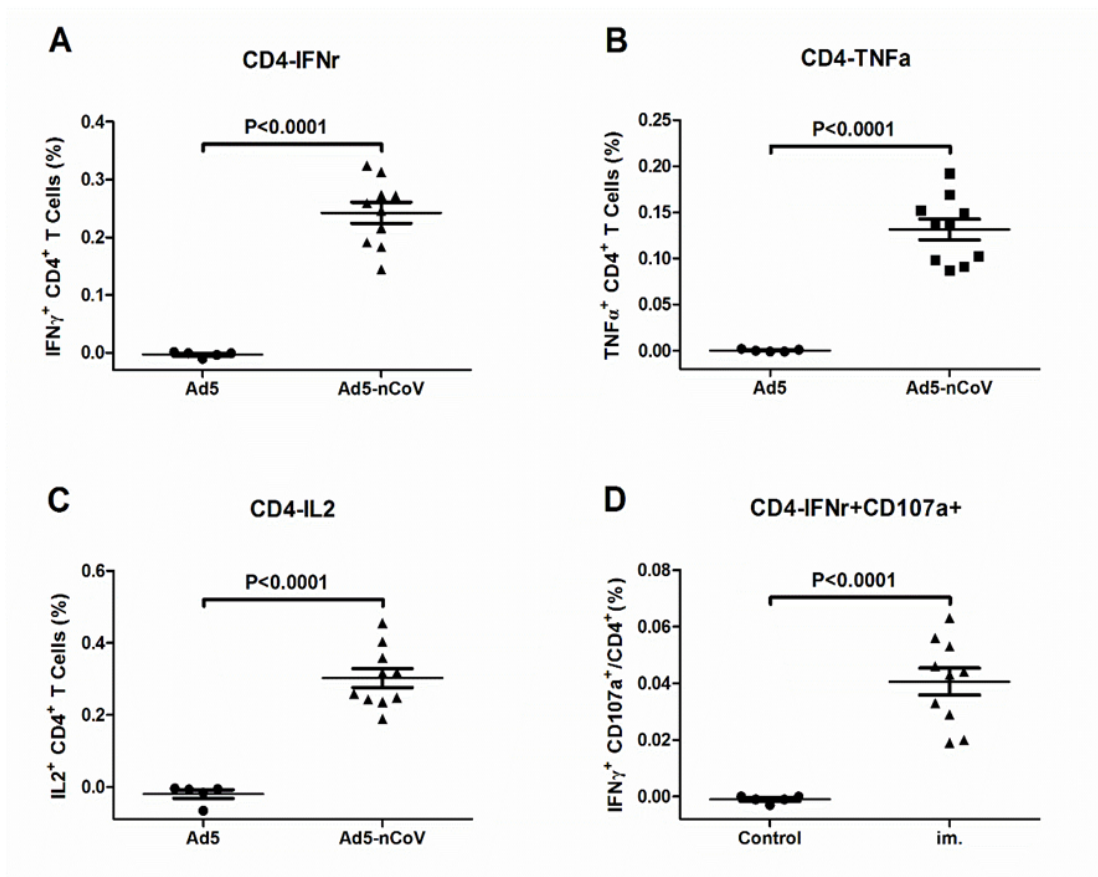 A
CD4-IFNr
P<0.0001
IFNγ⁺ CD4⁺ T Cells (%)
0.4
0.3
0.2
0.1
0.0
Ad5 Ad5-nCoV
B
CD4-TNFa
P<0.0001
TNFα⁺ CD4⁺ T Cells (%)
0.25
0.20
0.15
0.10
0.05
0.00
Ad5 Ad5-nCoV
C
CD4-IL2
P<0.0001
IL2⁺ CD4⁺ T Cells (%)
0.6
0.4
0.2
0.0
Ad5 Ad5-nCoV
D
CD4-IFNr+CD107a+
P<0.0001
IFNγ⁺ CD107a⁺/CD4⁺(%)
0.08
0.06
0.04
0.02
0.00
Control im.